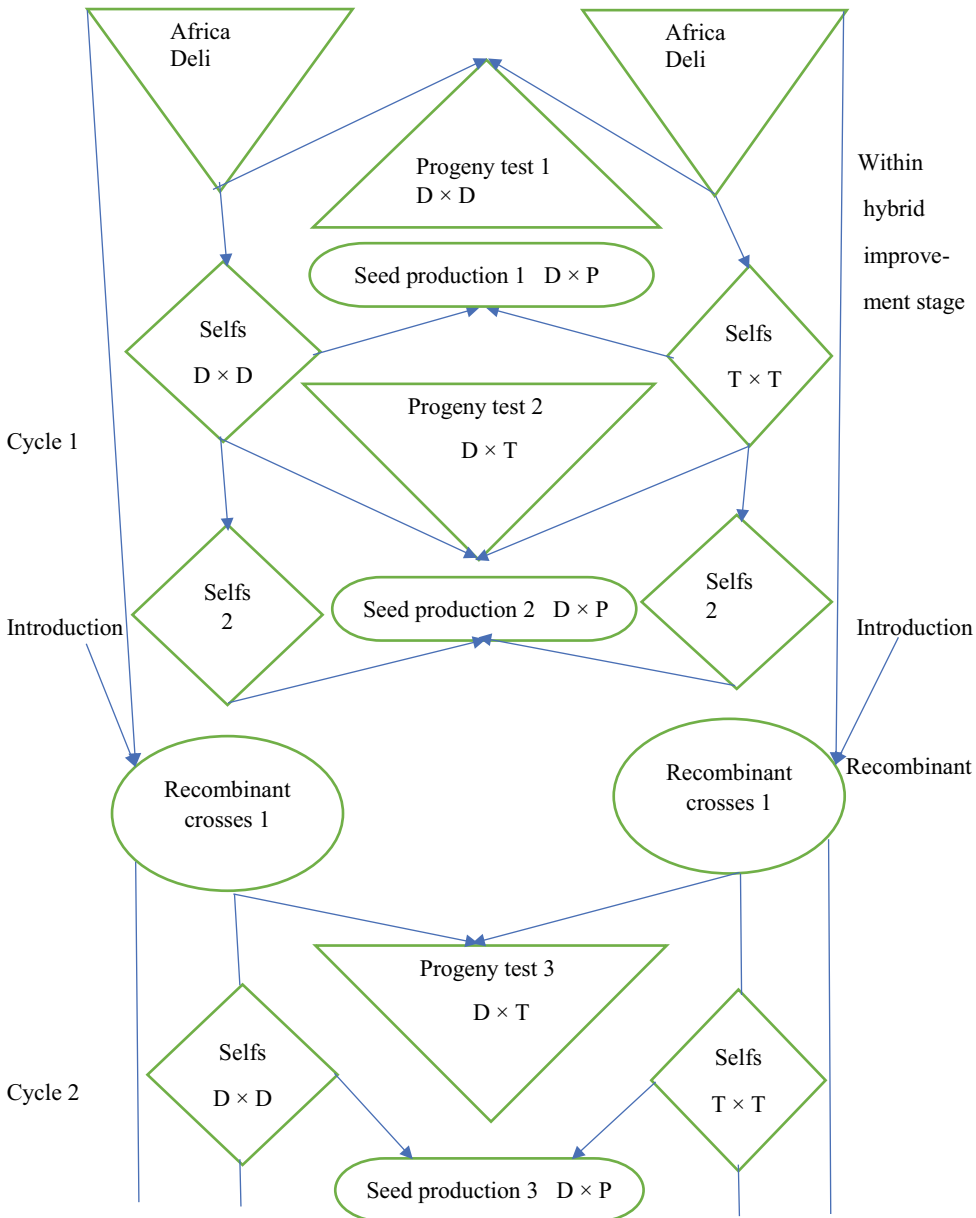 Africa
Deli
Africa
Deli
Progeny test 1
D × D
Within
hybrid
improve-
ment stage
Seed production 1 D × P
Selfs
D × D
Selfs
T × T
Progeny test 2
D × T
Cycle 1
Selfs
2
Seed production 2 D × P
Selfs
2
Introduction
Introduction
Recombinant
crosses 1
Recombinant
crosses 1
Recombinant
Progeny test 3
D × T
Selfs
D × D
Selfs
T × T
Cycle 2
Seed production 3 D × P